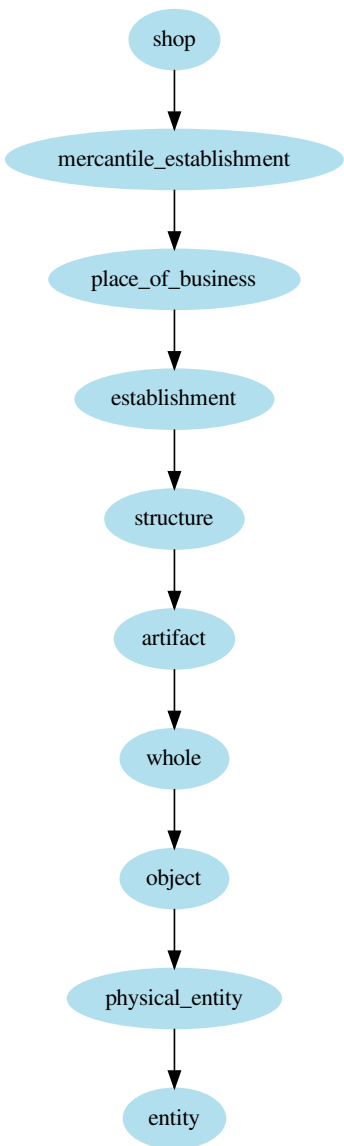 shop
mercantile_establishment
place_of_business
establishment
structure
artifact
whole
object
physical_entity
entity